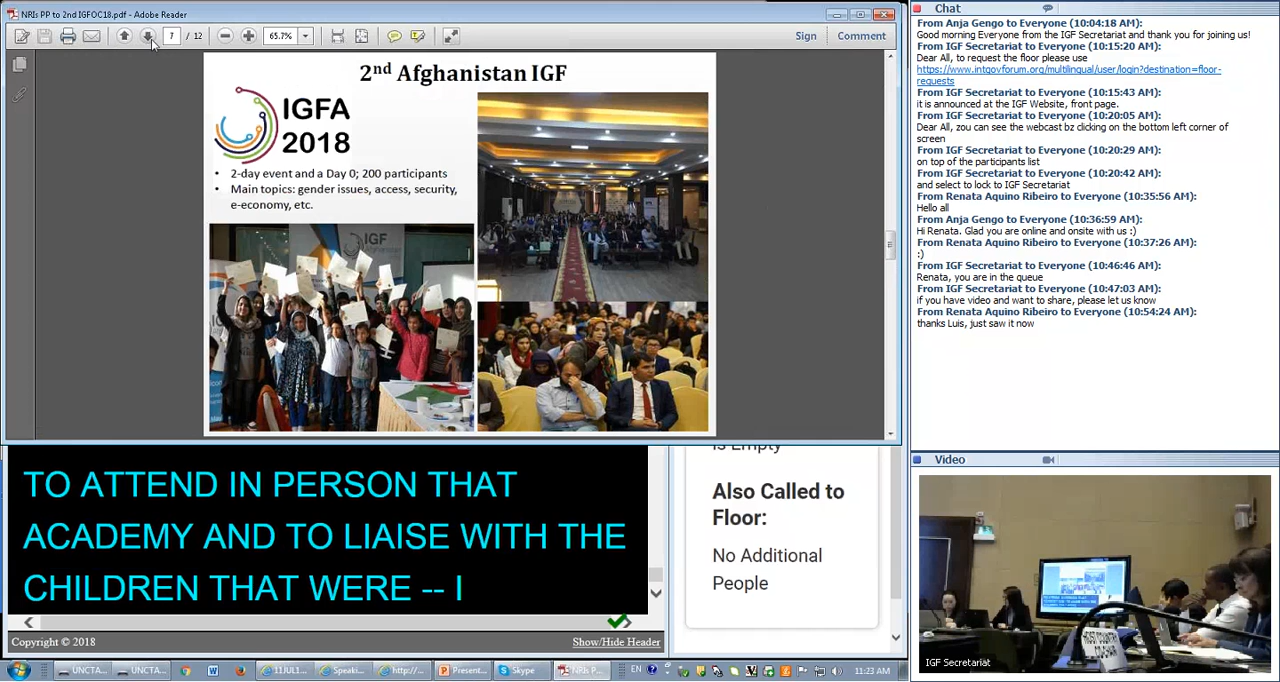 NRIs PP to 2nd IGFOC18.pdf - Adobe Reader
7 / 12
65.7%
Sign
Comment
2nd Afghanistan IGF
IGFA
2018
• 2-day event and a Day 0; 200 participants
• Main topics: gender issues, access, security,
e-economy, etc.
IGF
TO ATTEND IN PERSON THAT
ACADEMY AND TO LIAISE WITH THE
CHILDREN THAT WERE -- I
Copyright © 2018
Show/Hide Header
Is Empty
Also Called to
Floor:
No Additional
People
Chat
From Anja Gengo to Everyone (10:04:18 AM):
Good morning Everyone from the IGF Secretariat and thank you for joining us!
From IGF Secretariat to Everyone (10:15:20 AM):
Dear All, to request the floor please use
https://www.intgovforum.org/multilingual/user/login?destination=floor-
requests
From IGF Secretariat to Everyone (10:15:43 AM):
it is announced at the IGF Website, front page.
From IGF Secretariat to Everyone (10:20:05 AM):
Dear All, zou can see the webcast bz clicking on the bottom left corner of
screen
From IGF Secretariat to Everyone (10:20:29 AM):
on top of the participants list
From IGF Secretariat to Everyone (10:20:42 AM):
and select to lock to IGF Secretariat
From Renata Aquino Ribeiro to Everyone (10:35:56 AM):
Hello all
From Anja Gengo to Everyone (10:36:59 AM):
Hi Renata. Glad you are online and onsite with us :)
From Renata Aquino Ribeiro to Everyone (10:37:26 AM):
:)
From IGF Secretariat to Everyone (10:46:46 AM):
Renata, you are in the queue
From IGF Secretariat to Everyone (10:47:03 AM):
if you have video and want to share, please let us know
From Renata Aquino Ribeiro to Everyone (10:54:24 AM):
thanks Luis, just saw it now
Video
HOST COUNTRY
CO-CHAIR
IGF Secretariat
UNCTA...
UNCTA...
11JUL1...
Speaki...
http://...
Present...
Skype
NRIs P...
EN
11:23 AM